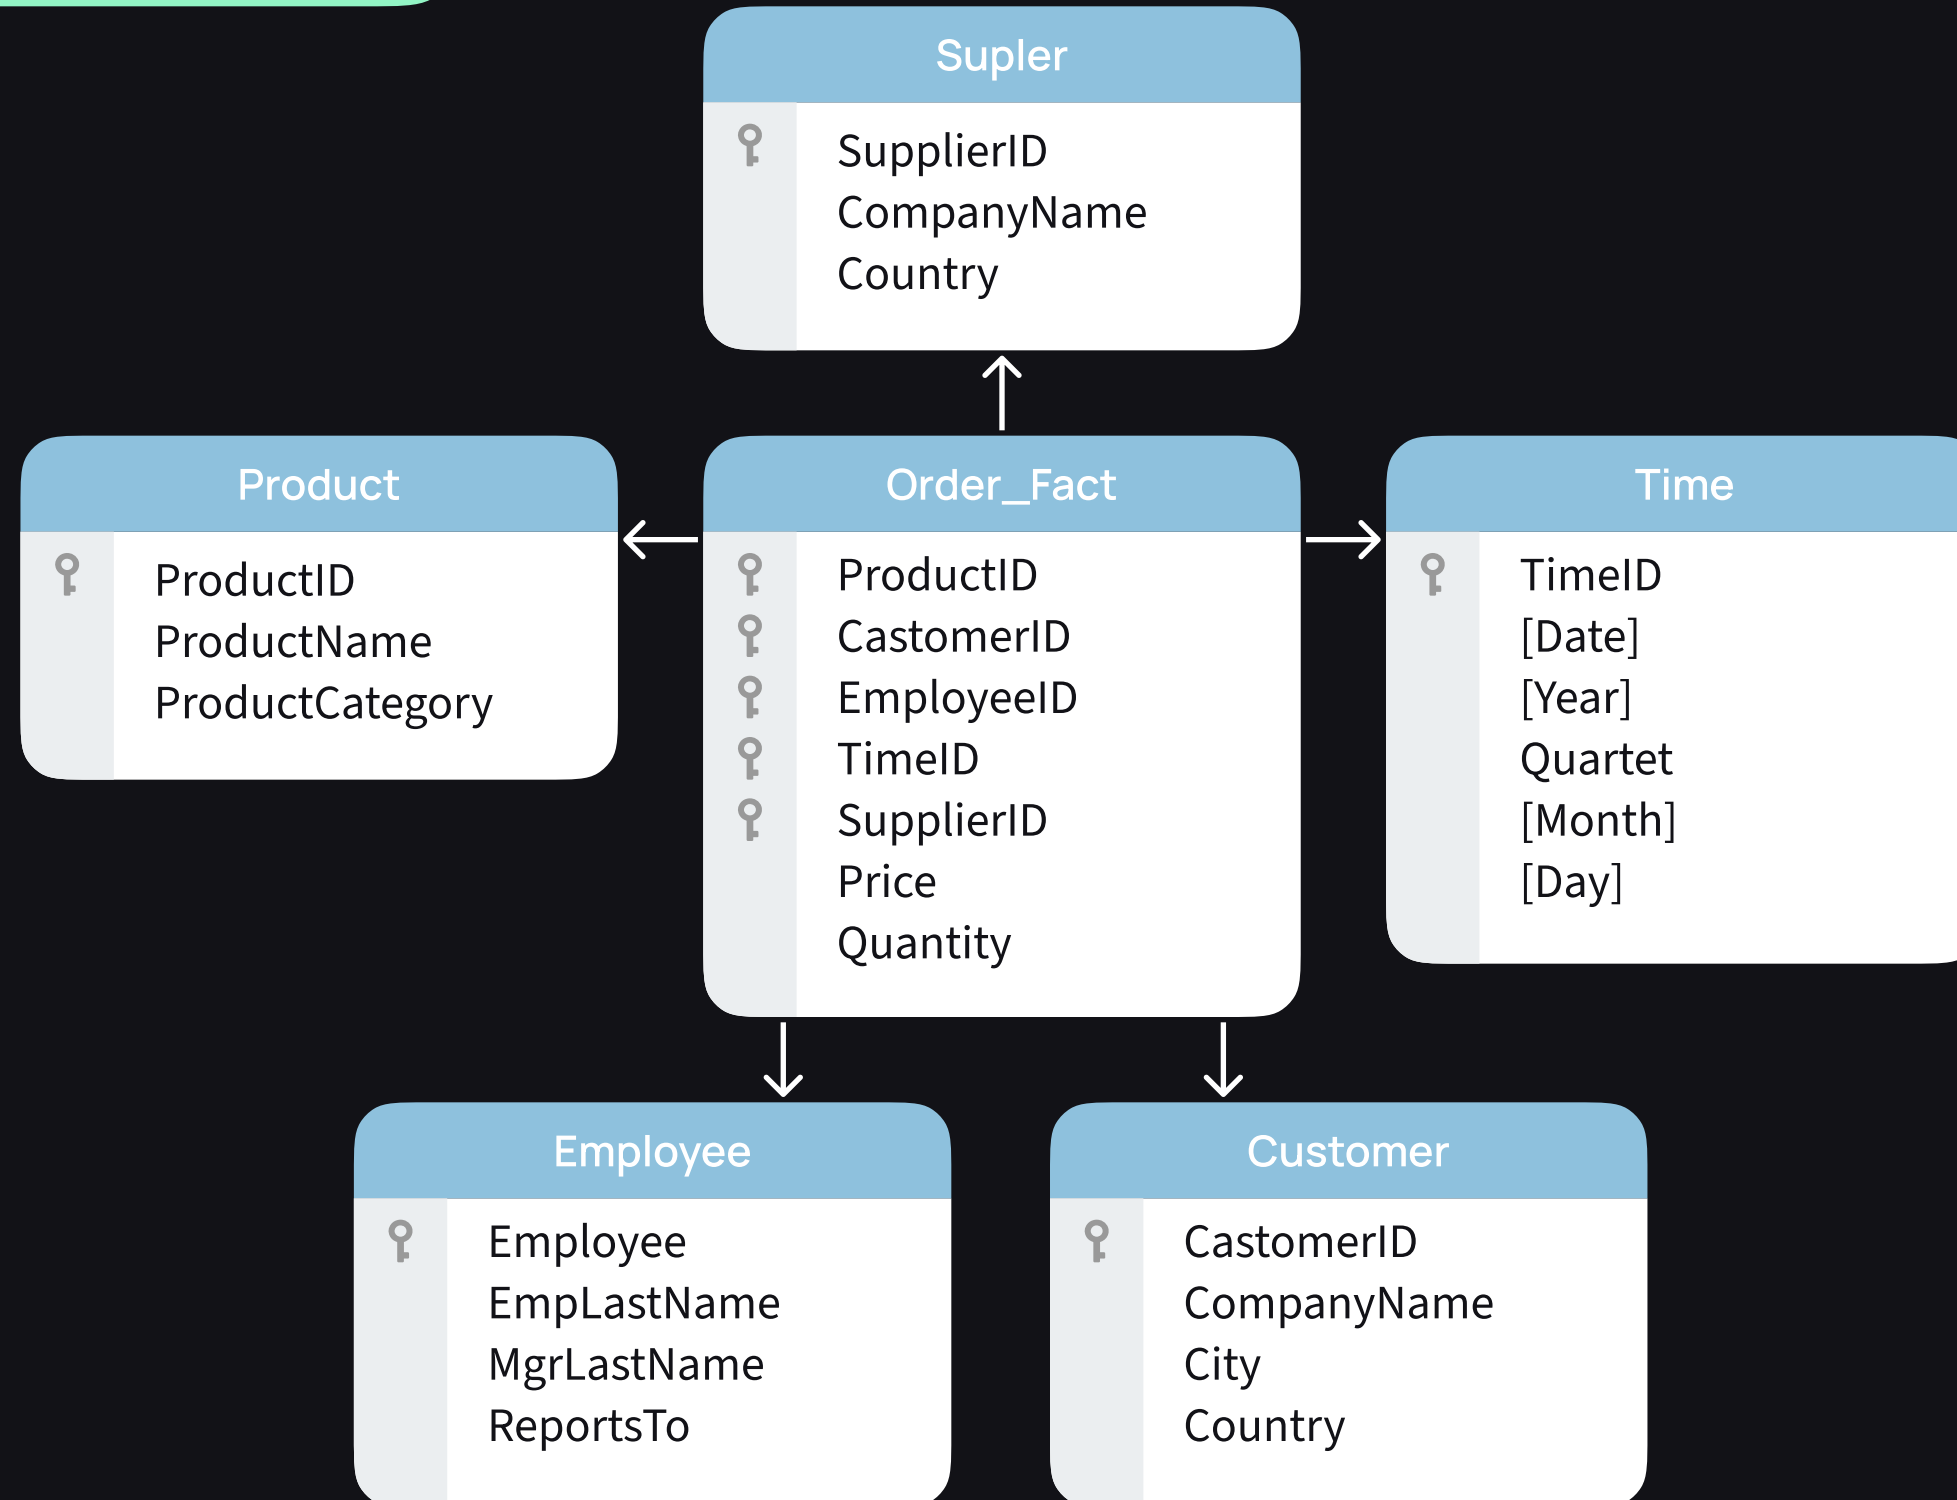 Supler
SupplierID
CompanyName
Country
Product
ProductID
ProductName
ProductCategory
Order_Fact
ProductID
CastomerID
EmployeeID
TimeID
SupplierID
Price
Quantity
Time
TimeID
[Date]
[Year]
Quartet
[Month]
[Day]
Employee
Employee
EmpLastName
MgrLastName
ReportsTo
Customer
CastomerID
CompanyName
City
Country